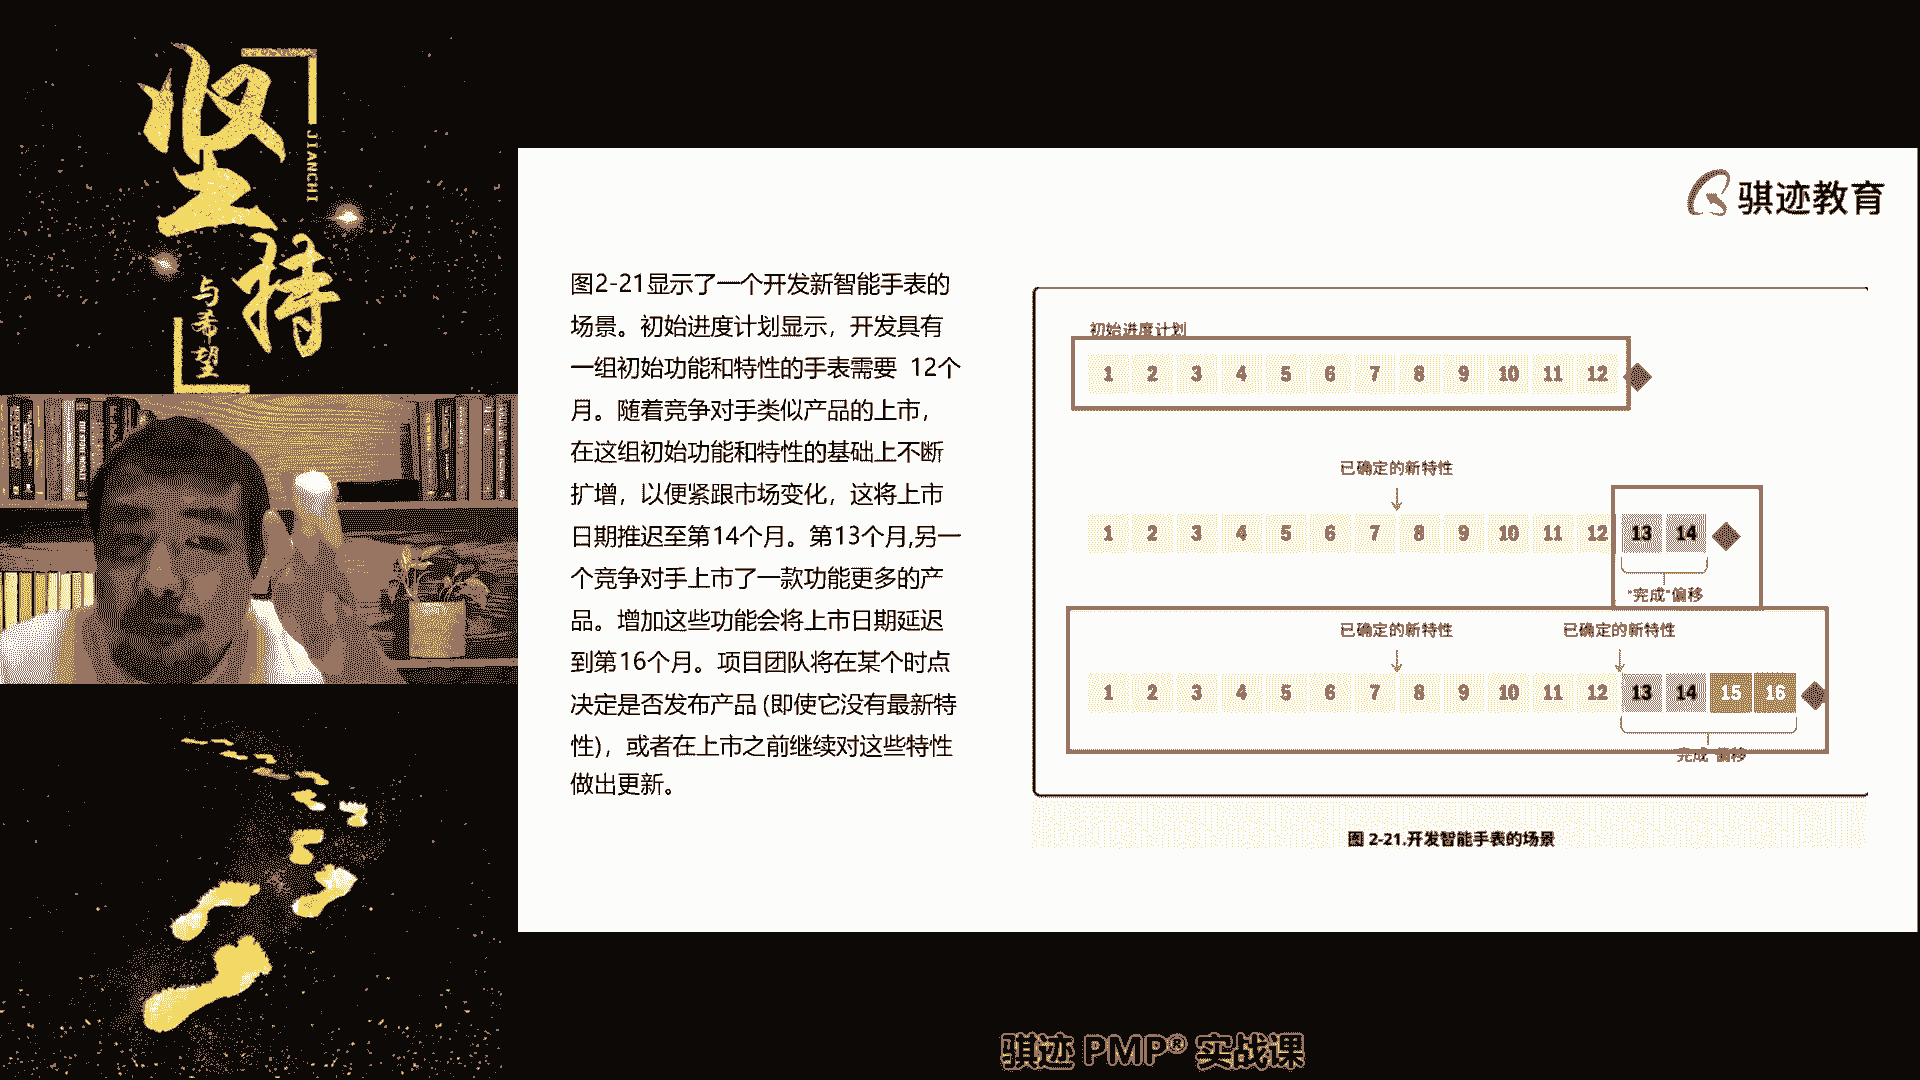 坚持
JIANCHI
与希望
骐迹教育
图2-21显示了一个开发新智能手表的
场景。初始进度计划显示，开发具有
一组初始功能和特性的手表需要 12个
月。随着竞争对手类似产品的上市，
在这组初始功能和特性的基础上不断
扩增，以便紧跟市场变化，这将上市
日期推迟至第14个月。第13个月,另一
个竞争对手上市了一款功能更多的产
品。增加这些功能会将上市日期延迟
到第16个月。项目团队将在某个时点
决定是否发布产品 (即使它没有最新特
性)，或者在上市之前继续对这些特性
做出更新。
初始进度计划
1 2 3 4 5 6 7 8 9 10 11 12
已确定的新特性
1 2 3 4 5 6 7 8 9 10 11 12 13 14
"完成"偏移
已确定的新特性 已确定的新特性
1 2 3 4 5 6 7 8 9 10 11 12 13 14 15 16
"完成"偏移
图 2-21.开发智能手表的场景
骐迹 PMP® 实战课